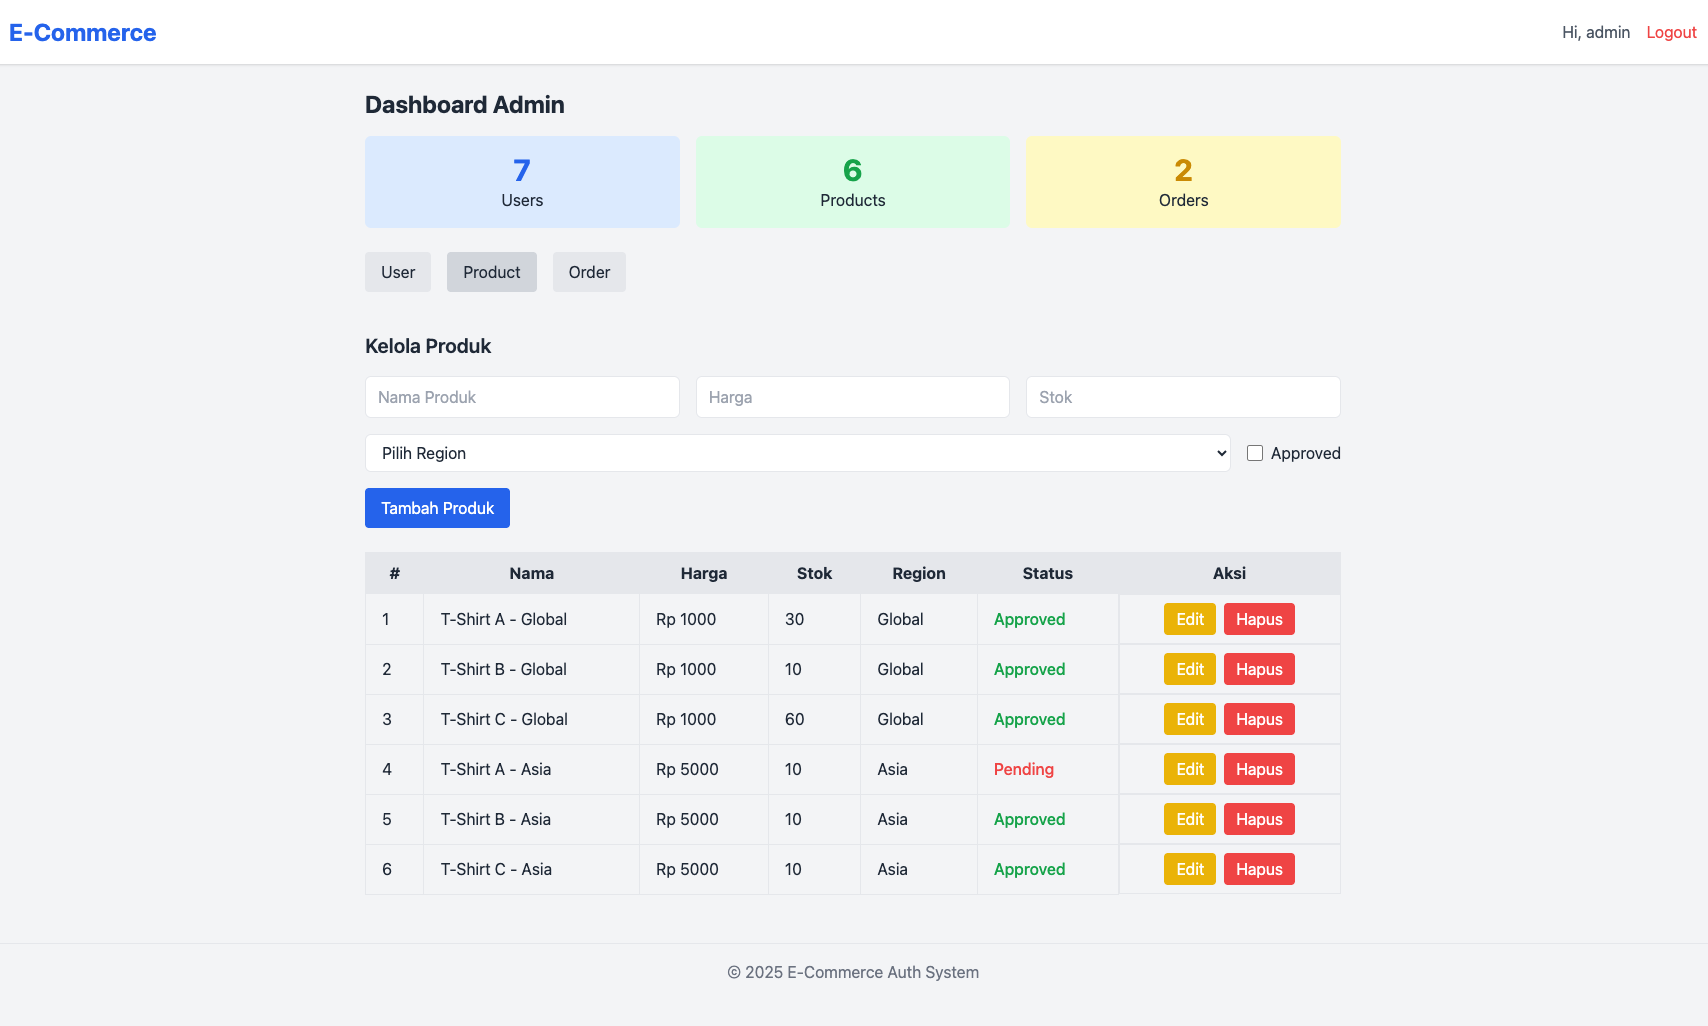 E-Commerce
Hi, admin Logout
Dashboard Admin
7
Users
6
Products
2
Orders
User Product Order
Kelola Produk
Nama Produk Harga Stok
Pilih Region Approved
Tambah Produk
# Nama Harga Stok Region Status Aksi
1 T-Shirt A - Global Rp 1000 30 Global Approved Edit Hapus
2 T-Shirt B - Global Rp 1000 10 Global Approved Edit Hapus
3 T-Shirt C - Global Rp 1000 60 Global Approved Edit Hapus
4 T-Shirt A - Asia Rp 5000 10 Asia Pending Edit Hapus
5 T-Shirt B - Asia Rp 5000 10 Asia Approved Edit Hapus
6 T-Shirt C - Asia Rp 5000 10 Asia Approved Edit Hapus
© 2025 E-Commerce Auth System